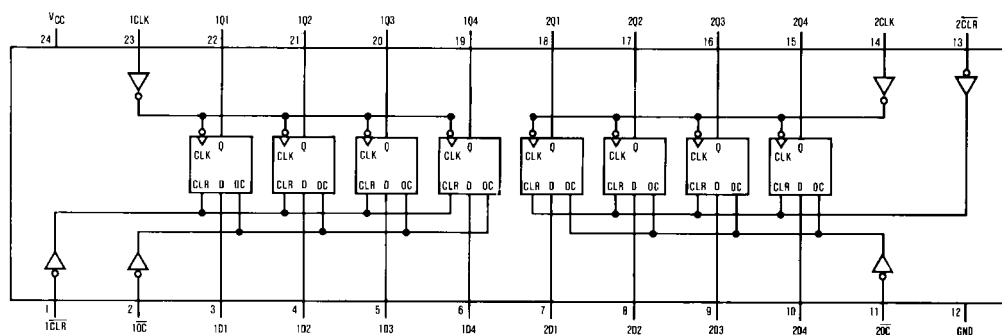 VCC 1CLK 1Q1 1Q2 1Q3 1Q4 2Q1 2Q2 2Q3 2Q4 2CLK 2CLR
24 23 22 21 20 19 18 17 16 15 14 13
Q Q Q Q Q Q Q Q
CLK CLK CLK CLK CLK CLK CLK CLK
CLR D OC CLR D OC CLR D OC CLR D OC CLR D OC CLR D OC CLR D OC CLR D OC
1 2 3 4 5 6 7 8 9 10 11 12
1CLR 1OC 1D1 1D2 1D3 1D4 2D1 2D2 2D3 2D4 2OC GND